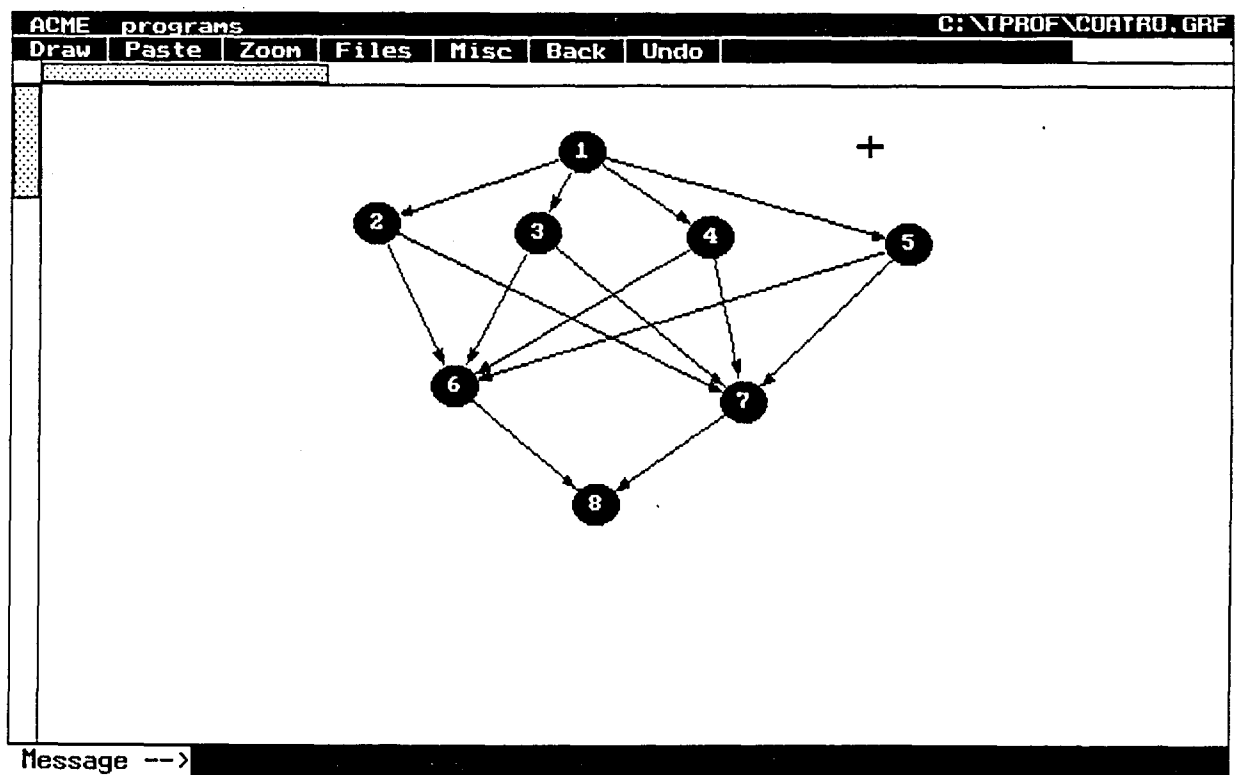 ACME programs C:\TPROF\COATRO.GRF
Draw Paste Zoom Files Misc Back Undo
1
2 3 4 5
6 7
8
Message -->